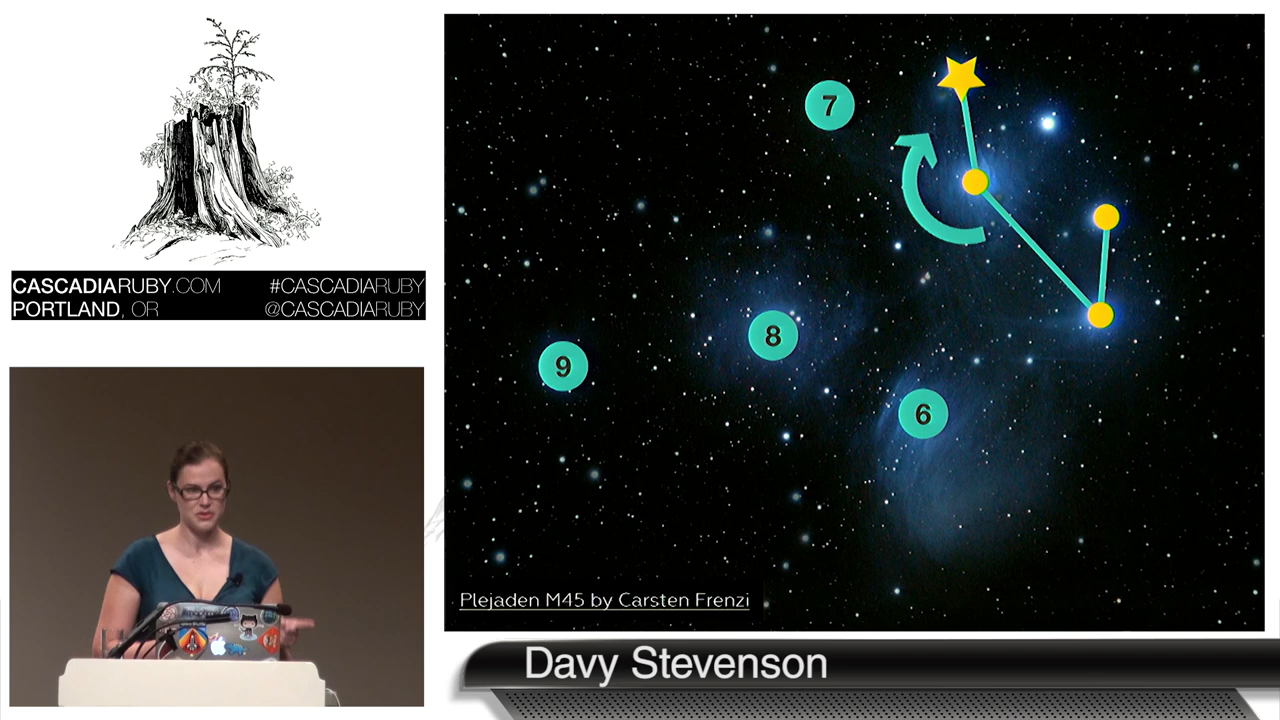 CASCADIARUBY.COM #CASCADIARUBY
PORTLAND, OR @CASCADIARUBY
7
8
9
6
Plejaden M45 by Carsten Frenzi
Davy Stevenson